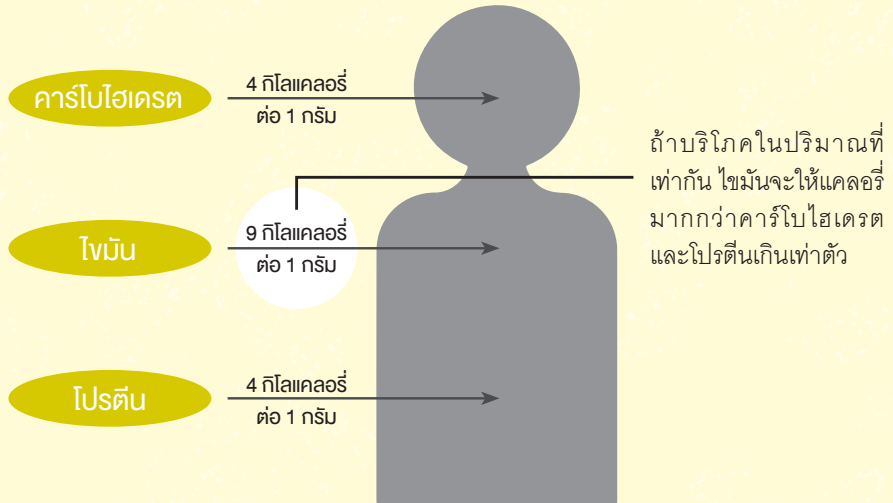 คาร์โบไฮเดรต
4 กิโลแคลอรี่
ต่อ 1 กรัม
ถ้าบริโภคในปริมาณที่
เท่ากัน ไขมันจะให้แคลอรี่
มากกว่าคาร์โบไฮเดรต
และโปรตีนเกินเท่าตัว
ไขมัน
9 กิโลแคลอรี่
ต่อ 1 กรัม
โปรตีน
4 กิโลแคลอรี่
ต่อ 1 กรัม